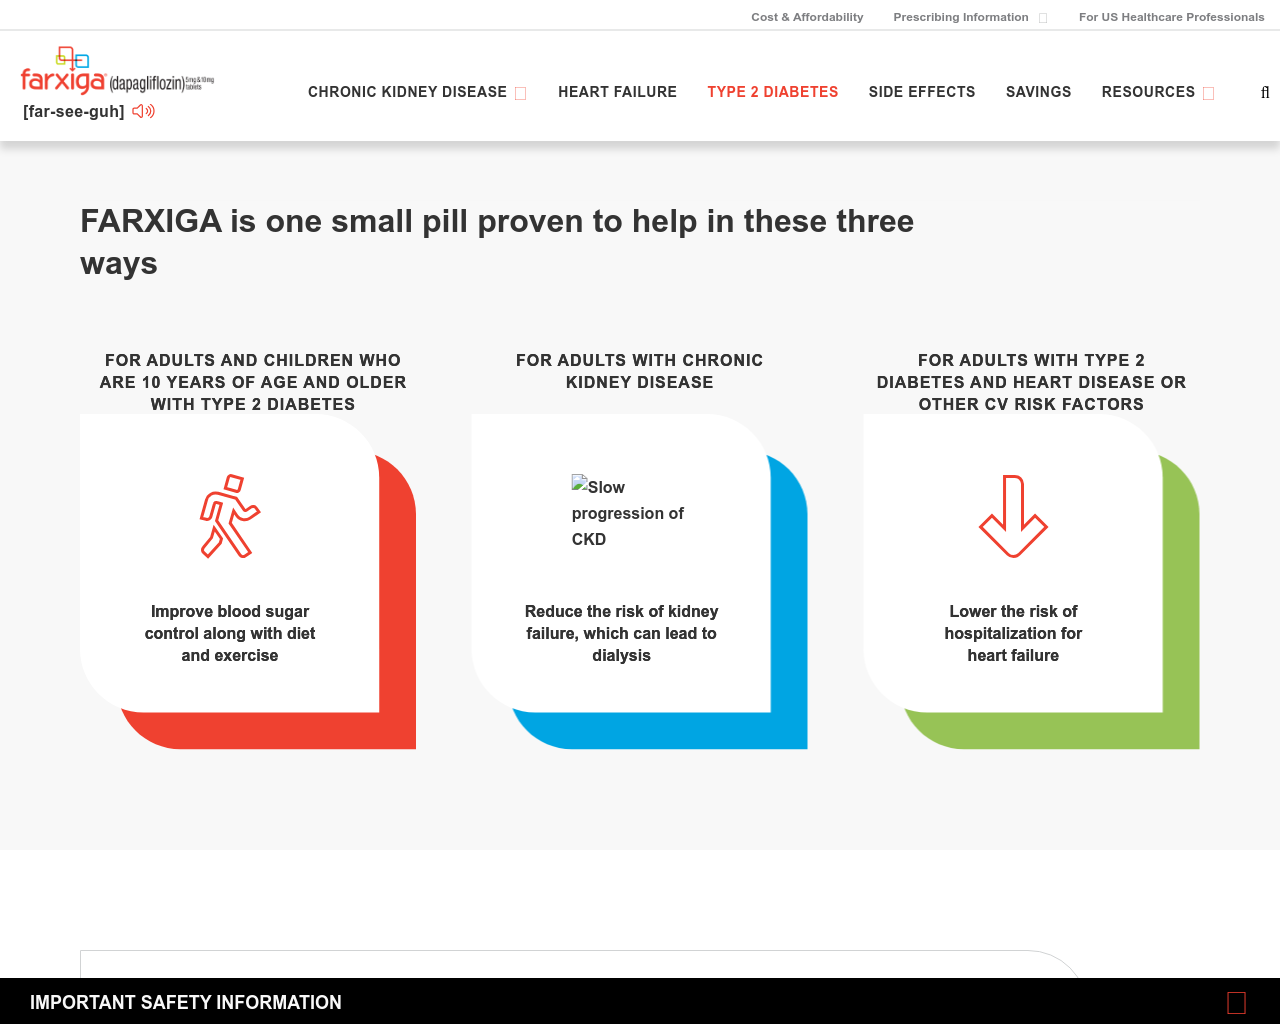 Cost & Affordability
Prescribing Information
For US Healthcare Professionals
farxiga (dapagliflozin) 5 mg & 10 mg tablets
[far-see-guh]
CHRONIC KIDNEY DISEASE
HEART FAILURE
TYPE 2 DIABETES
SIDE EFFECTS
SAVINGS
RESOURCES
FARXIGA is one small pill proven to help in these three
ways
FOR ADULTS AND CHILDREN WHO
ARE 10 YEARS OF AGE AND OLDER
WITH TYPE 2 DIABETES
Improve blood sugar
control along with diet
and exercise
FOR ADULTS WITH CHRONIC
KIDNEY DISEASE
Slow
progression of
CKD
Reduce the risk of kidney
failure, which can lead to
dialysis
FOR ADULTS WITH TYPE 2
DIABETES AND HEART DISEASE OR
OTHER CV RISK FACTORS
Lower the risk of
hospitalization for
heart failure
IMPORTANT SAFETY INFORMATION